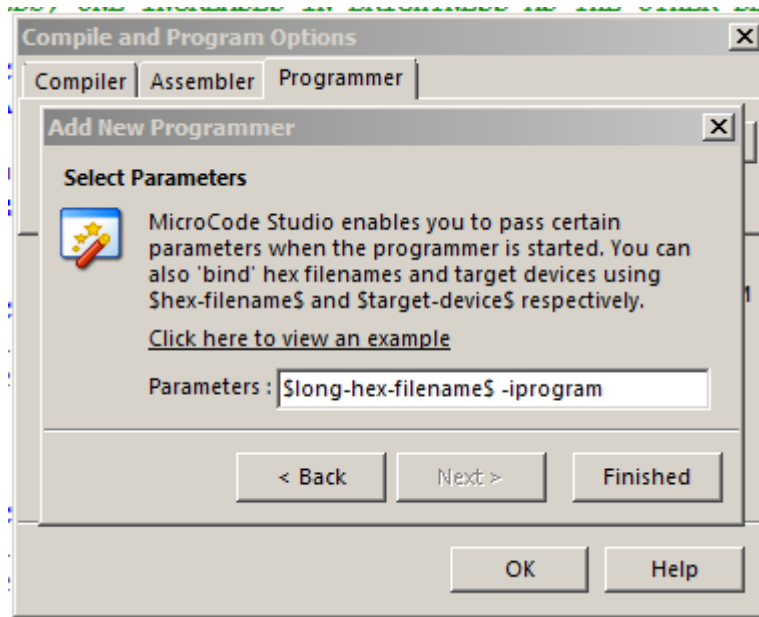 Compile and Program Options
Compiler Assembler Programmer
Add New Programmer
Select Parameters
MicroCode Studio enables you to pass certain
parameters when the programmer is started. You can
also 'bind' hex filenames and target devices using
$hex-filename$ and $target-device$ respectively.
Click here to view an example
Parameters : $long-hex-filename$ -iprogram
< Back Next > Finished
OK Help